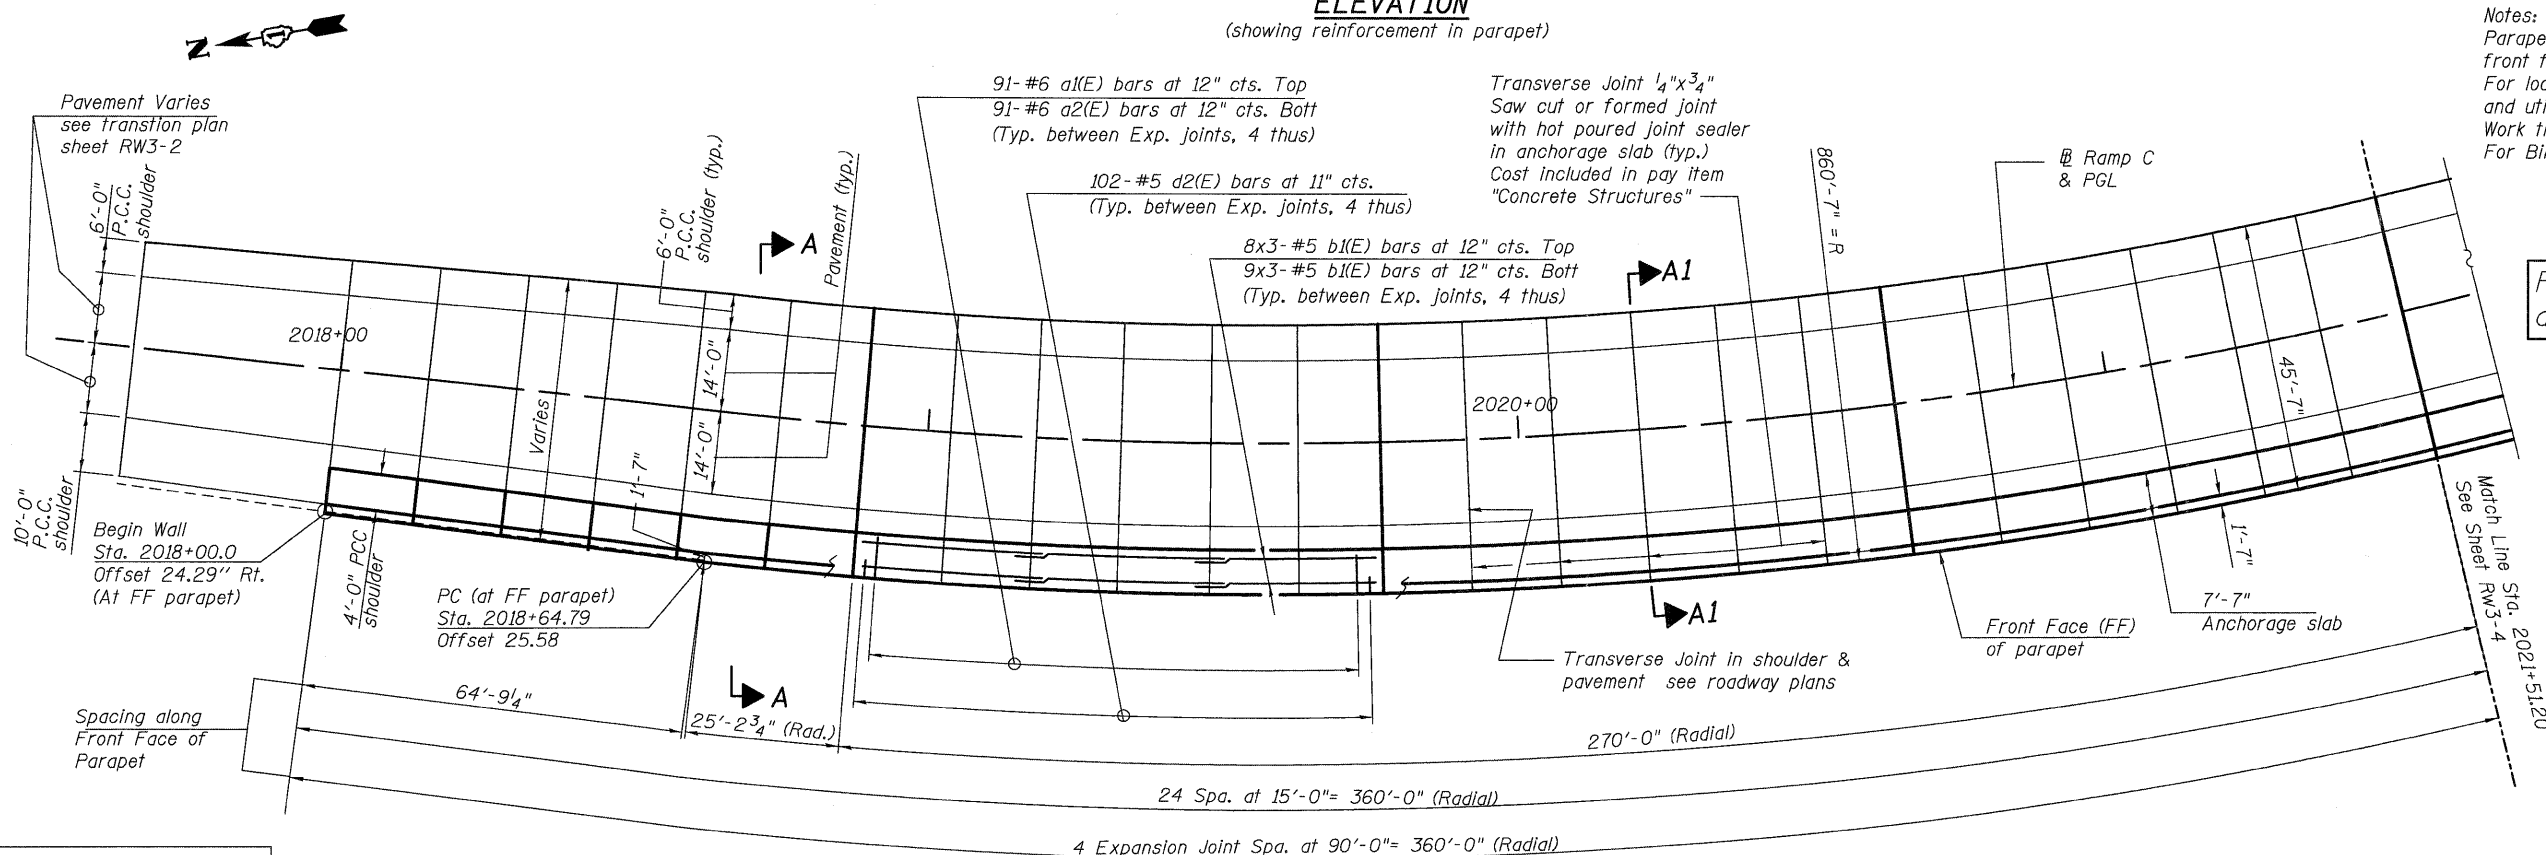 ELEVATION
(showing reinforcement in parapet)
N
Notes:
Parape
front f
For loc
and uti
Work th
For Bil
Pavement Varies
see transtion plan
sheet RW3-2
91-#6 a1(E) bars at 12" cts. Top
91-#6 a2(E) bars at 12" cts. Bott
(Typ. between Exp. joints, 4 thus)
102-#5 d2(E) bars at 11" cts.
(Typ. between Exp. joints, 4 thus)
8x3-#5 b1(E) bars at 12" cts. Top
9x3-#5 b1(E) bars at 12" cts. Bott
(Typ. between Exp. joints, 4 thus)
Transverse Joint 1/4"x3/4"
Saw cut or formed joint
with hot poured joint sealer
in anchorage slab (typ.)
Cost included in pay item
"Concrete Structures"
860'-7" = R
℄ Ramp C
& PGL
6'-0"
P.C.C.
shoulder
6'-0"
P.C.C.
shoulder (typ.)
Pavement (typ.)
A
A1
2018+00
14'-0"
14'-0"
Varies
1'-7"
2020+00
45'-7"
10'-0"
P.C.C.
shoulder
Begin Wall
Sta. 2018+00.0
Offset 24.29'' Rt.
(At FF parapet)
4'-0" PCC
shoulder
PC (at FF parapet)
Sta. 2018+64.79
Offset 25.58
A
A1
Transverse Joint in shoulder &
pavement see roadway plans
Front Face (FF)
of parapet
1'-7"
7'-7"
Anchorage slab
Match Line Sta. 2021+51.20
See Sheet RW3-4
Spacing along
Front Face of
Parapet
64'-9 1/4"
25'-2 3/4" (Rad.)
270'-0" (Radial)
24 Spa. at 15'-0"= 360'-0" (Radial)
4 Expansion Joint Spa. at 90'-0"= 360'-0" (Radial)